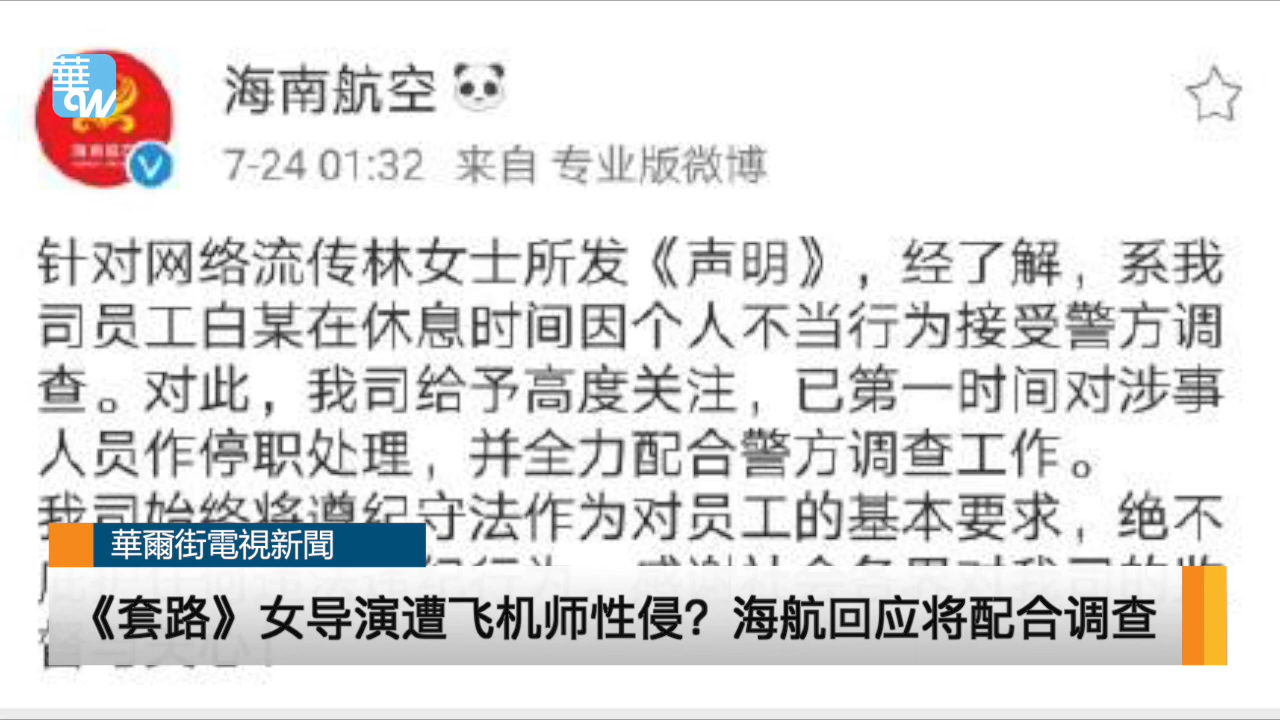 華
W
海南航空
7-24 01:32 来自 专业版微博
针对网络流传林女士所发《声明》，经了解，系我
司员工白某在休息时间因个人不当行为接受警方调
查。对此，我司给予高度关注，已第一时间对涉事
人员作停职处理，并全力配合警方调查工作。
我司始终将遵纪守法作为对员工的基本要求，绝不
華爾街電視新聞
《套路》女导演遭飞机师性侵？海航回应将配合调查